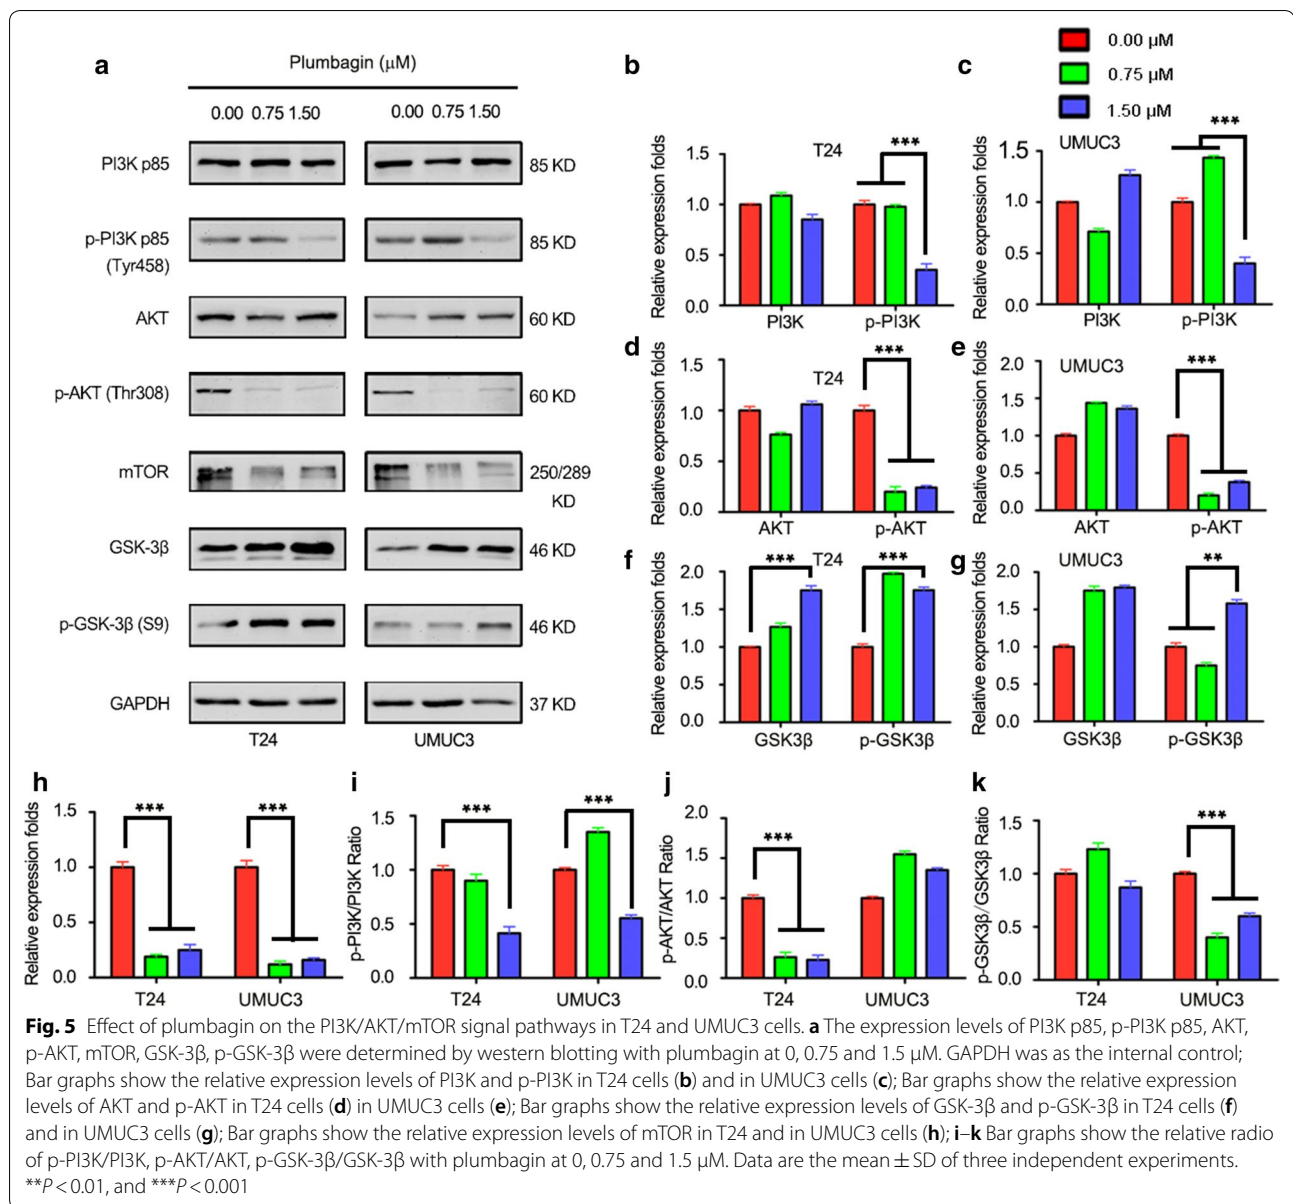 a
Plumbagin (μM)
0.00 0.75 1.50
0.00 0.75 1.50
PI3K p85
85 KD
p-PI3K p85
(Tyr458)
85 KD
AKT
60 KD
p-AKT (Thr308)
60 KD
mTOR
250/289
KD
GSK-3β
46 KD
p-GSK-3β (S9)
46 KD
GAPDH
37 KD
T24
UMUC3
0.00 μM
0.75 μM
1.50 μM
b
T24
Relative expression folds
1.5
1.0
0.5
0.0
***
PI3K
p-PI3K
c
UMUC3
Relative expression folds
1.5
1.0
0.5
0.0
***
PI3K
p-PI3K
d
T24
Relative expression folds
1.5
1.0
0.5
0.0
***
AKT
p-AKT
e
UMUC3
Relative expression folds
2.0
1.5
1.0
0.5
0.0
***
AKT
p-AKT
f
T24
Relative expression folds
2.0
1.5
1.0
0.5
0.0
***
***
GSK3β
p-GSK3β
g
UMUC3
Relative expression folds
2.0
1.5
1.0
0.5
0.0
**
GSK3β
p-GSK3β
h
Relative expression folds
1.5
1.0
0.5
0.0
***
***
T24
UMUC3
i
p-PI3K/PI3K Ratio
1.5
1.0
0.5
0.0
***
***
T24
UMUC3
j
p-AKT/AKT Ratio
2.0
1.5
1.0
0.5
0.0
***
T24
UMUC3
k
p-GSK3β/GSK3β Ratio
1.5
1.0
0.5
0.0
***
T24
UMUC3
Fig. 5 Effect of plumbagin on the PI3K/AKT/mTOR signal pathways in T24 and UMUC3 cells. a The expression levels of PI3K p85, p-PI3K p85, AKT,
p-AKT, mTOR, GSK-3β, p-GSK-3β were determined by western blotting with plumbagin at 0, 0.75 and 1.5 μM. GAPDH was as the internal control;
Bar graphs show the relative expression levels of PI3K and p-PI3K in T24 cells (b) and in UMUC3 cells (c); Bar graphs show the relative expression
levels of AKT and p-AKT in T24 cells (d) in UMUC3 cells (e); Bar graphs show the relative expression levels of GSK-3β and p-GSK-3β in T24 cells (f)
and in UMUC3 cells (g); Bar graphs show the relative expression levels of mTOR in T24 and in UMUC3 cells (h); i–k Bar graphs show the relative radio
of p-PI3K/PI3K, p-AKT/AKT, p-GSK-3β/GSK-3β with plumbagin at 0, 0.75 and 1.5 μM. Data are the mean ± SD of three independent experiments.
**P < 0.01, and ***P < 0.001